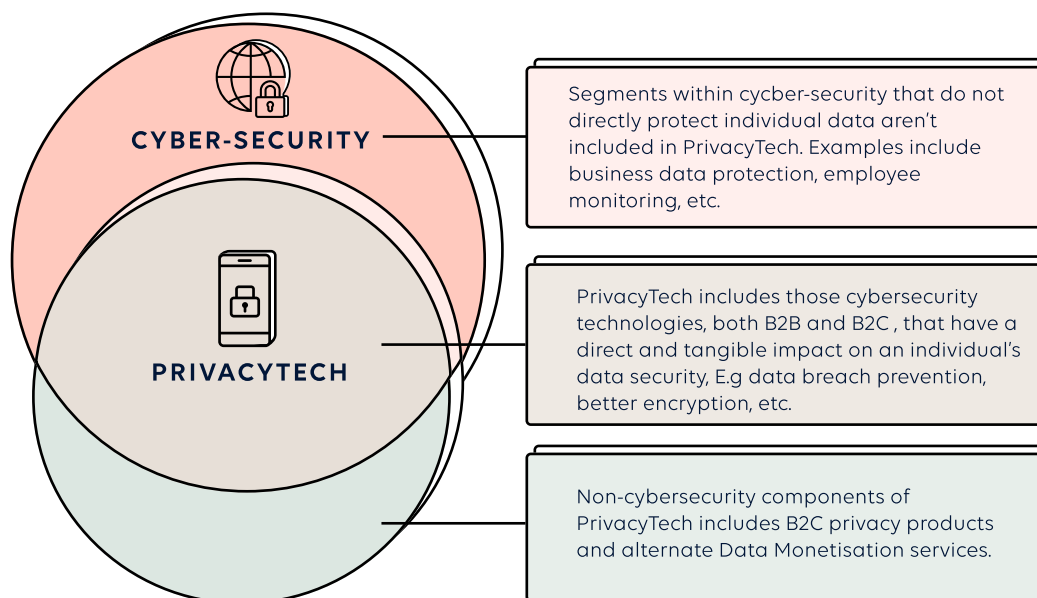 CYBER-SECURITY
Segments within cycber-security that do not
directly protect individual data aren't
included in PrivacyTech. Examples include
business data protection, employee
monitoring, etc.
PRIVACYTECH
PrivacyTech includes those cybersecurity
technologies, both B2B and B2C , that have a
direct and tangible impact on an individual's
data security, E.g data breach prevention,
better encryption, etc.
Non-cybersecurity components of
PrivacyTech includes B2C privacy products
and alternate Data Monetisation services.